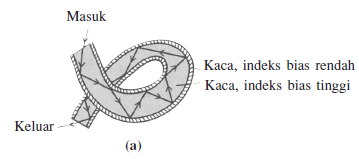 Masuk
Kaca, indeks bias rendah
Kaca, indeks bias tinggi
Keluar
(a)